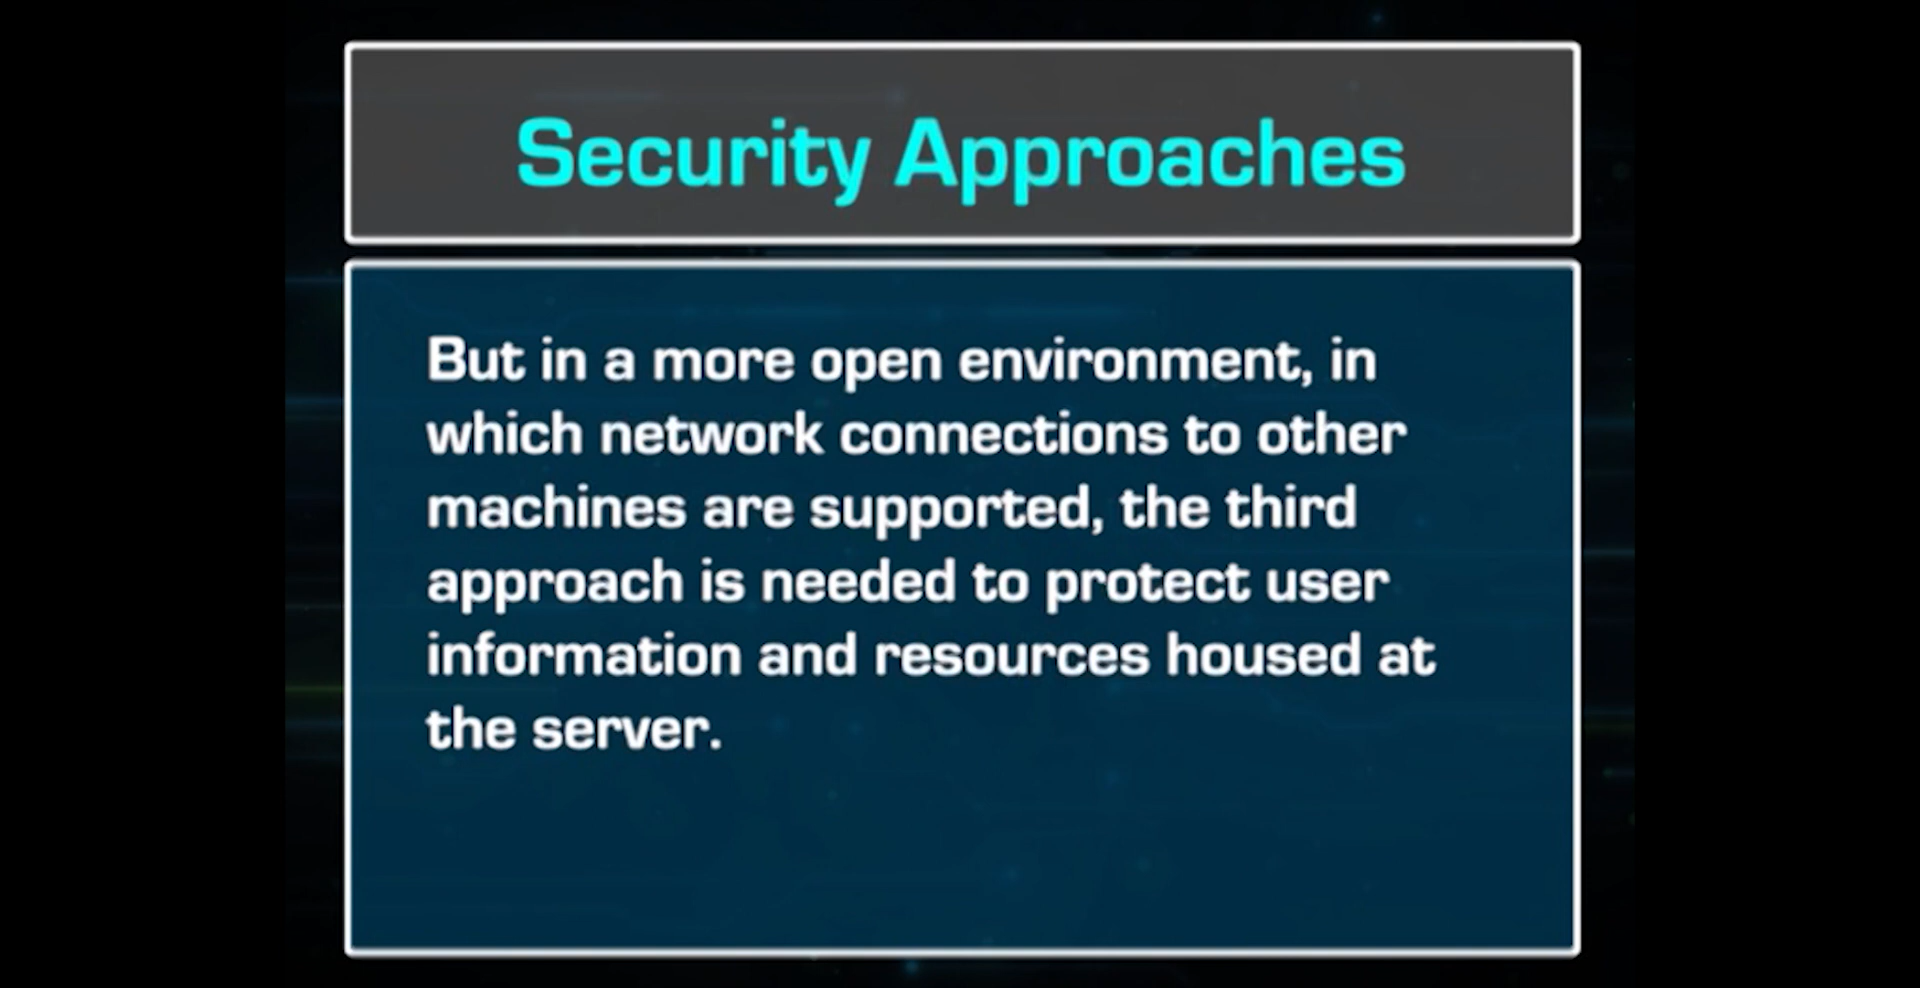 Security Approaches
But in a more open environment, in
which network connections to other
machines are supported, the third
approach is needed to protect user
information and resources housed at
the server.